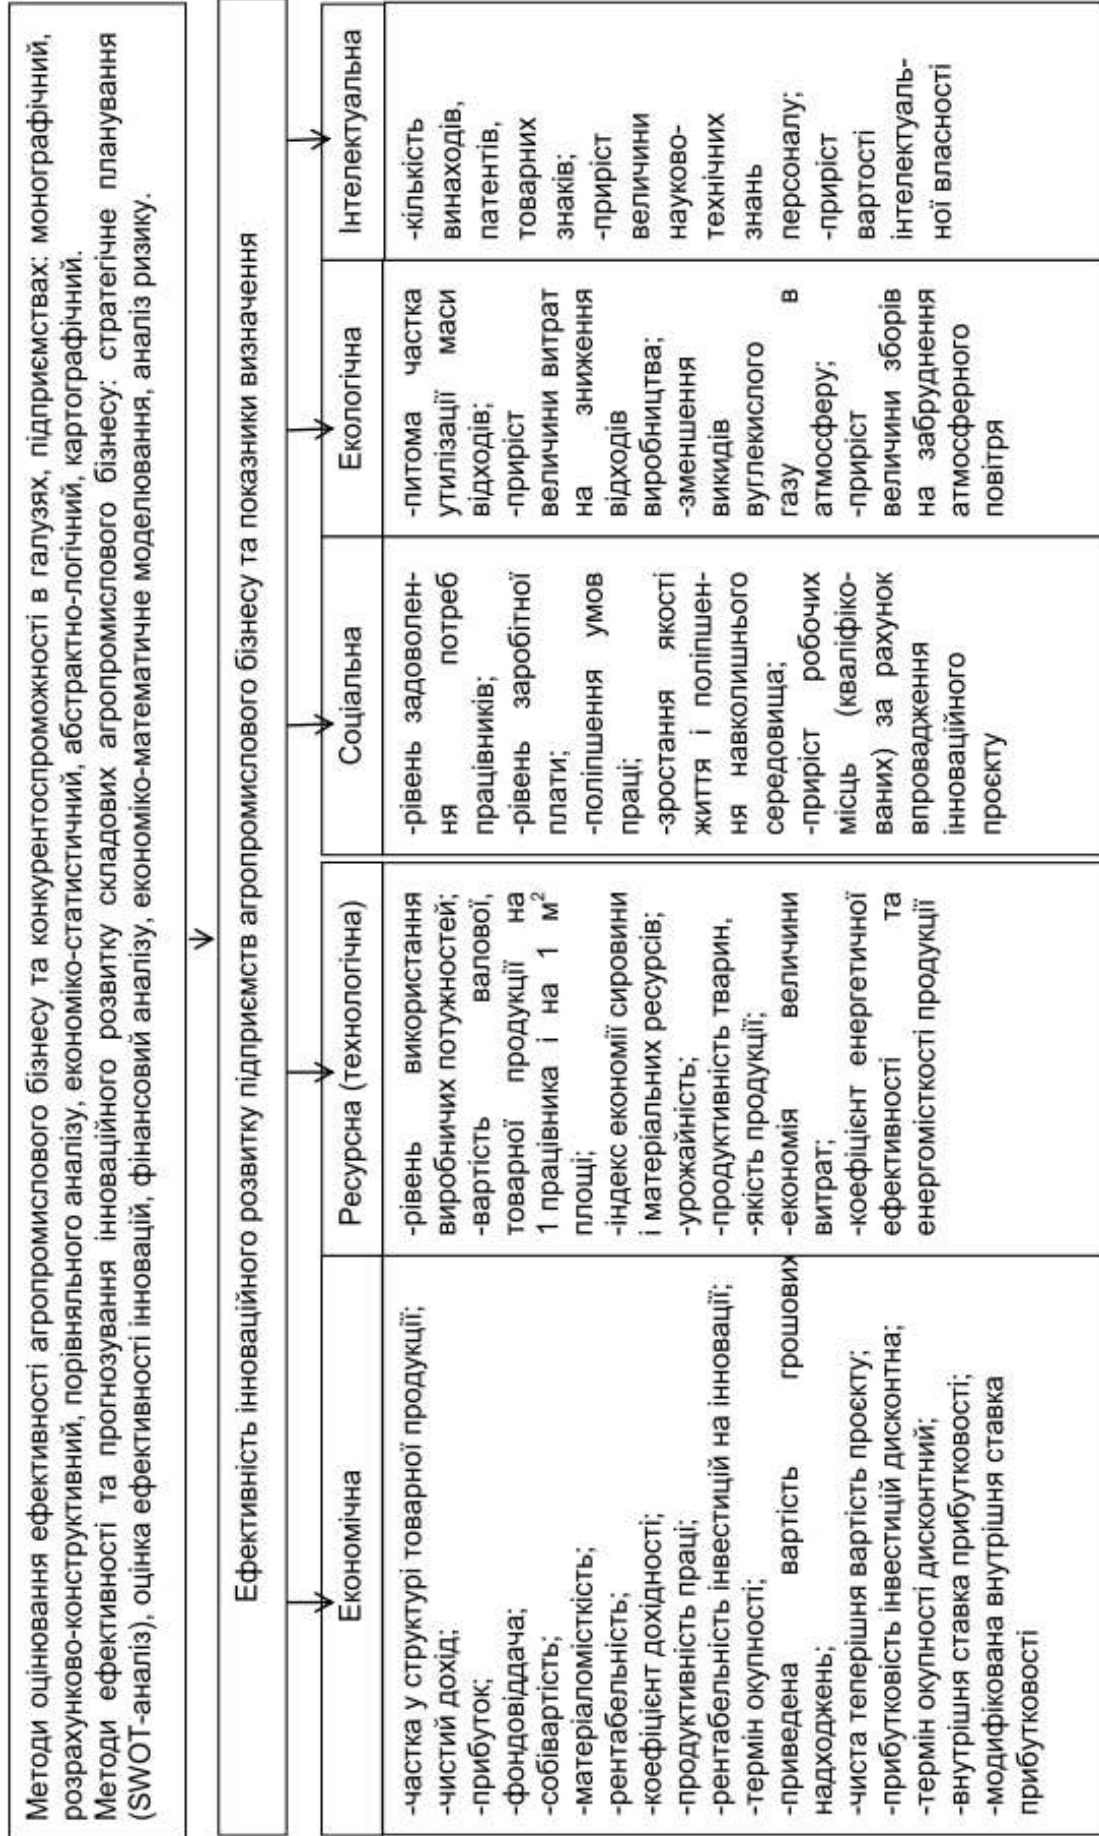 Методи оцінювання ефективності агропромислового бізнесу та конкурентоспроможності в галузях, підприємствах: монографічний,
розрахунково-конструктивний, порівняльного аналізу, економіко-статистичний, абстрактно-логічний, картографічний.
Методи ефективності та прогнозування інноваційного розвитку складових агропромислового бізнесу: стратегічне планування
(SWOT-аналіз), оцінка ефективності інновацій, фінансовий аналізу, економіко-математичне моделювання, аналіз ризику.
Ефективність інноваційного розвитку підприємств агропромислового бізнесу та показники визначення
Економічна
-частка у структурі товарної продукції;
-чистий дохід;
-прибуток;
-фондовіддача;
-собівартість;
-матеріаломісткість;
-рентабельність;
-коефіцієнт дохідності;
-продуктивність праці;
-рентабельність інвестицій на інновації;
-термін окупності;
-приведена вартість грошових
надходжень;
-чиста теперішня вартість проєкту;
-прибутковість інвестицій дисконтна;
-термін окупності дисконтний;
-внутрішня ставка прибутковості;
-модифікована внутрішня ставка
прибутковості
Ресурсна (технологічна)
-рівень використання
виробничих потужностей;
-вартість валової,
товарної продукції на
1 працівника і на 1 м²
площі;
-індекс економії сировини
і матеріальних ресурсів;
-урожайність;
-продуктивність тварин,
-якість продукції;
-економія величини
витрат;
-коефіцієнт енергетичної
ефективності та
енергомісткості продукції
Соціальна
-рівень задоволен-
ня потреб
працівників;
-рівень заробітної
плати;
-поліпшення умов
праці;
-зростання якості
життя і поліпшен-
ня навколишнього
середовища;
-приріст робочих
місць (кваліфіко-
ваних) за рахунок
впровадження
інноваційного
проєкту
Екологічна
-питома частка
утилізації маси
відходів;
-приріст
величини витрат
на зниження
відходів
виробництва;
-зменшення
викидів
вуглекислого
газу в
атмосферу;
-приріст
величини зборів
на забруднення
атмосферного
повітря
Інтелектуальна
-кількість
винаходів,
патентів,
товарних
знаків;
-приріст
величини
науково-
технічних
знань
персоналу;
-приріст
вартості
інтелектуаль-
ної власності